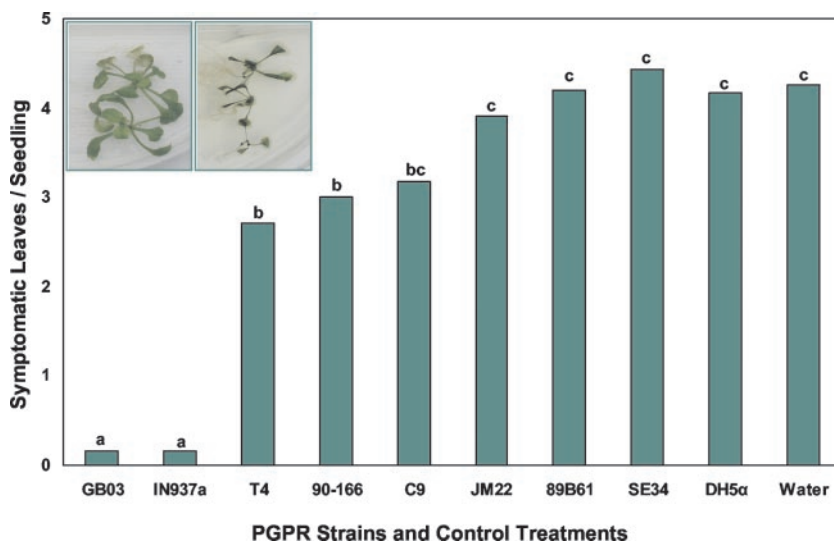 5
4
3
2
1
0
Symptomatic Leaves / Seedling
a
a
b
b
bc
c
c
c
c
c
GB03
IN937a
T4
90-166
C9
JM22
89B61
SE34
DH5α
Water
PGPR Strains and Control Treatments